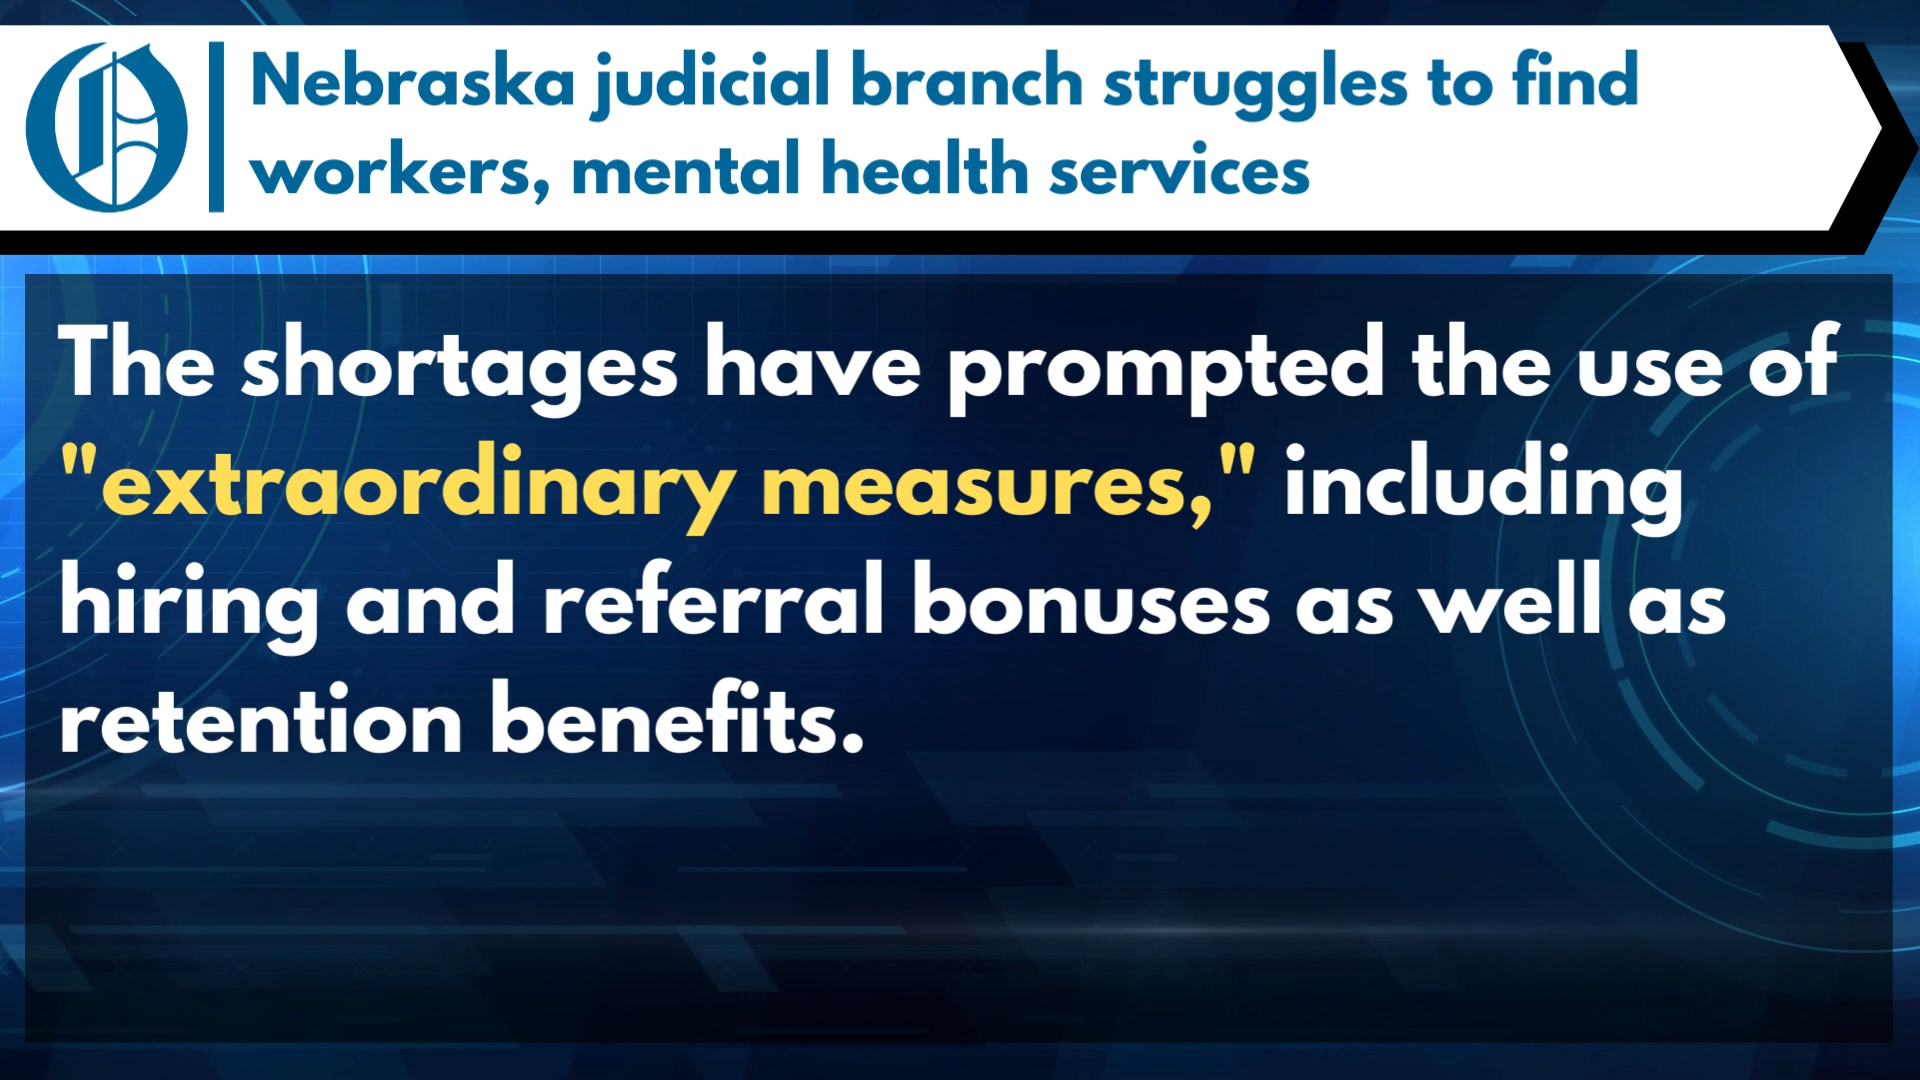 Nebraska judicial branch struggles to find
workers, mental health services
The shortages have prompted the use of
"extraordinary measures," including
hiring and referral bonuses as well as
retention benefits.